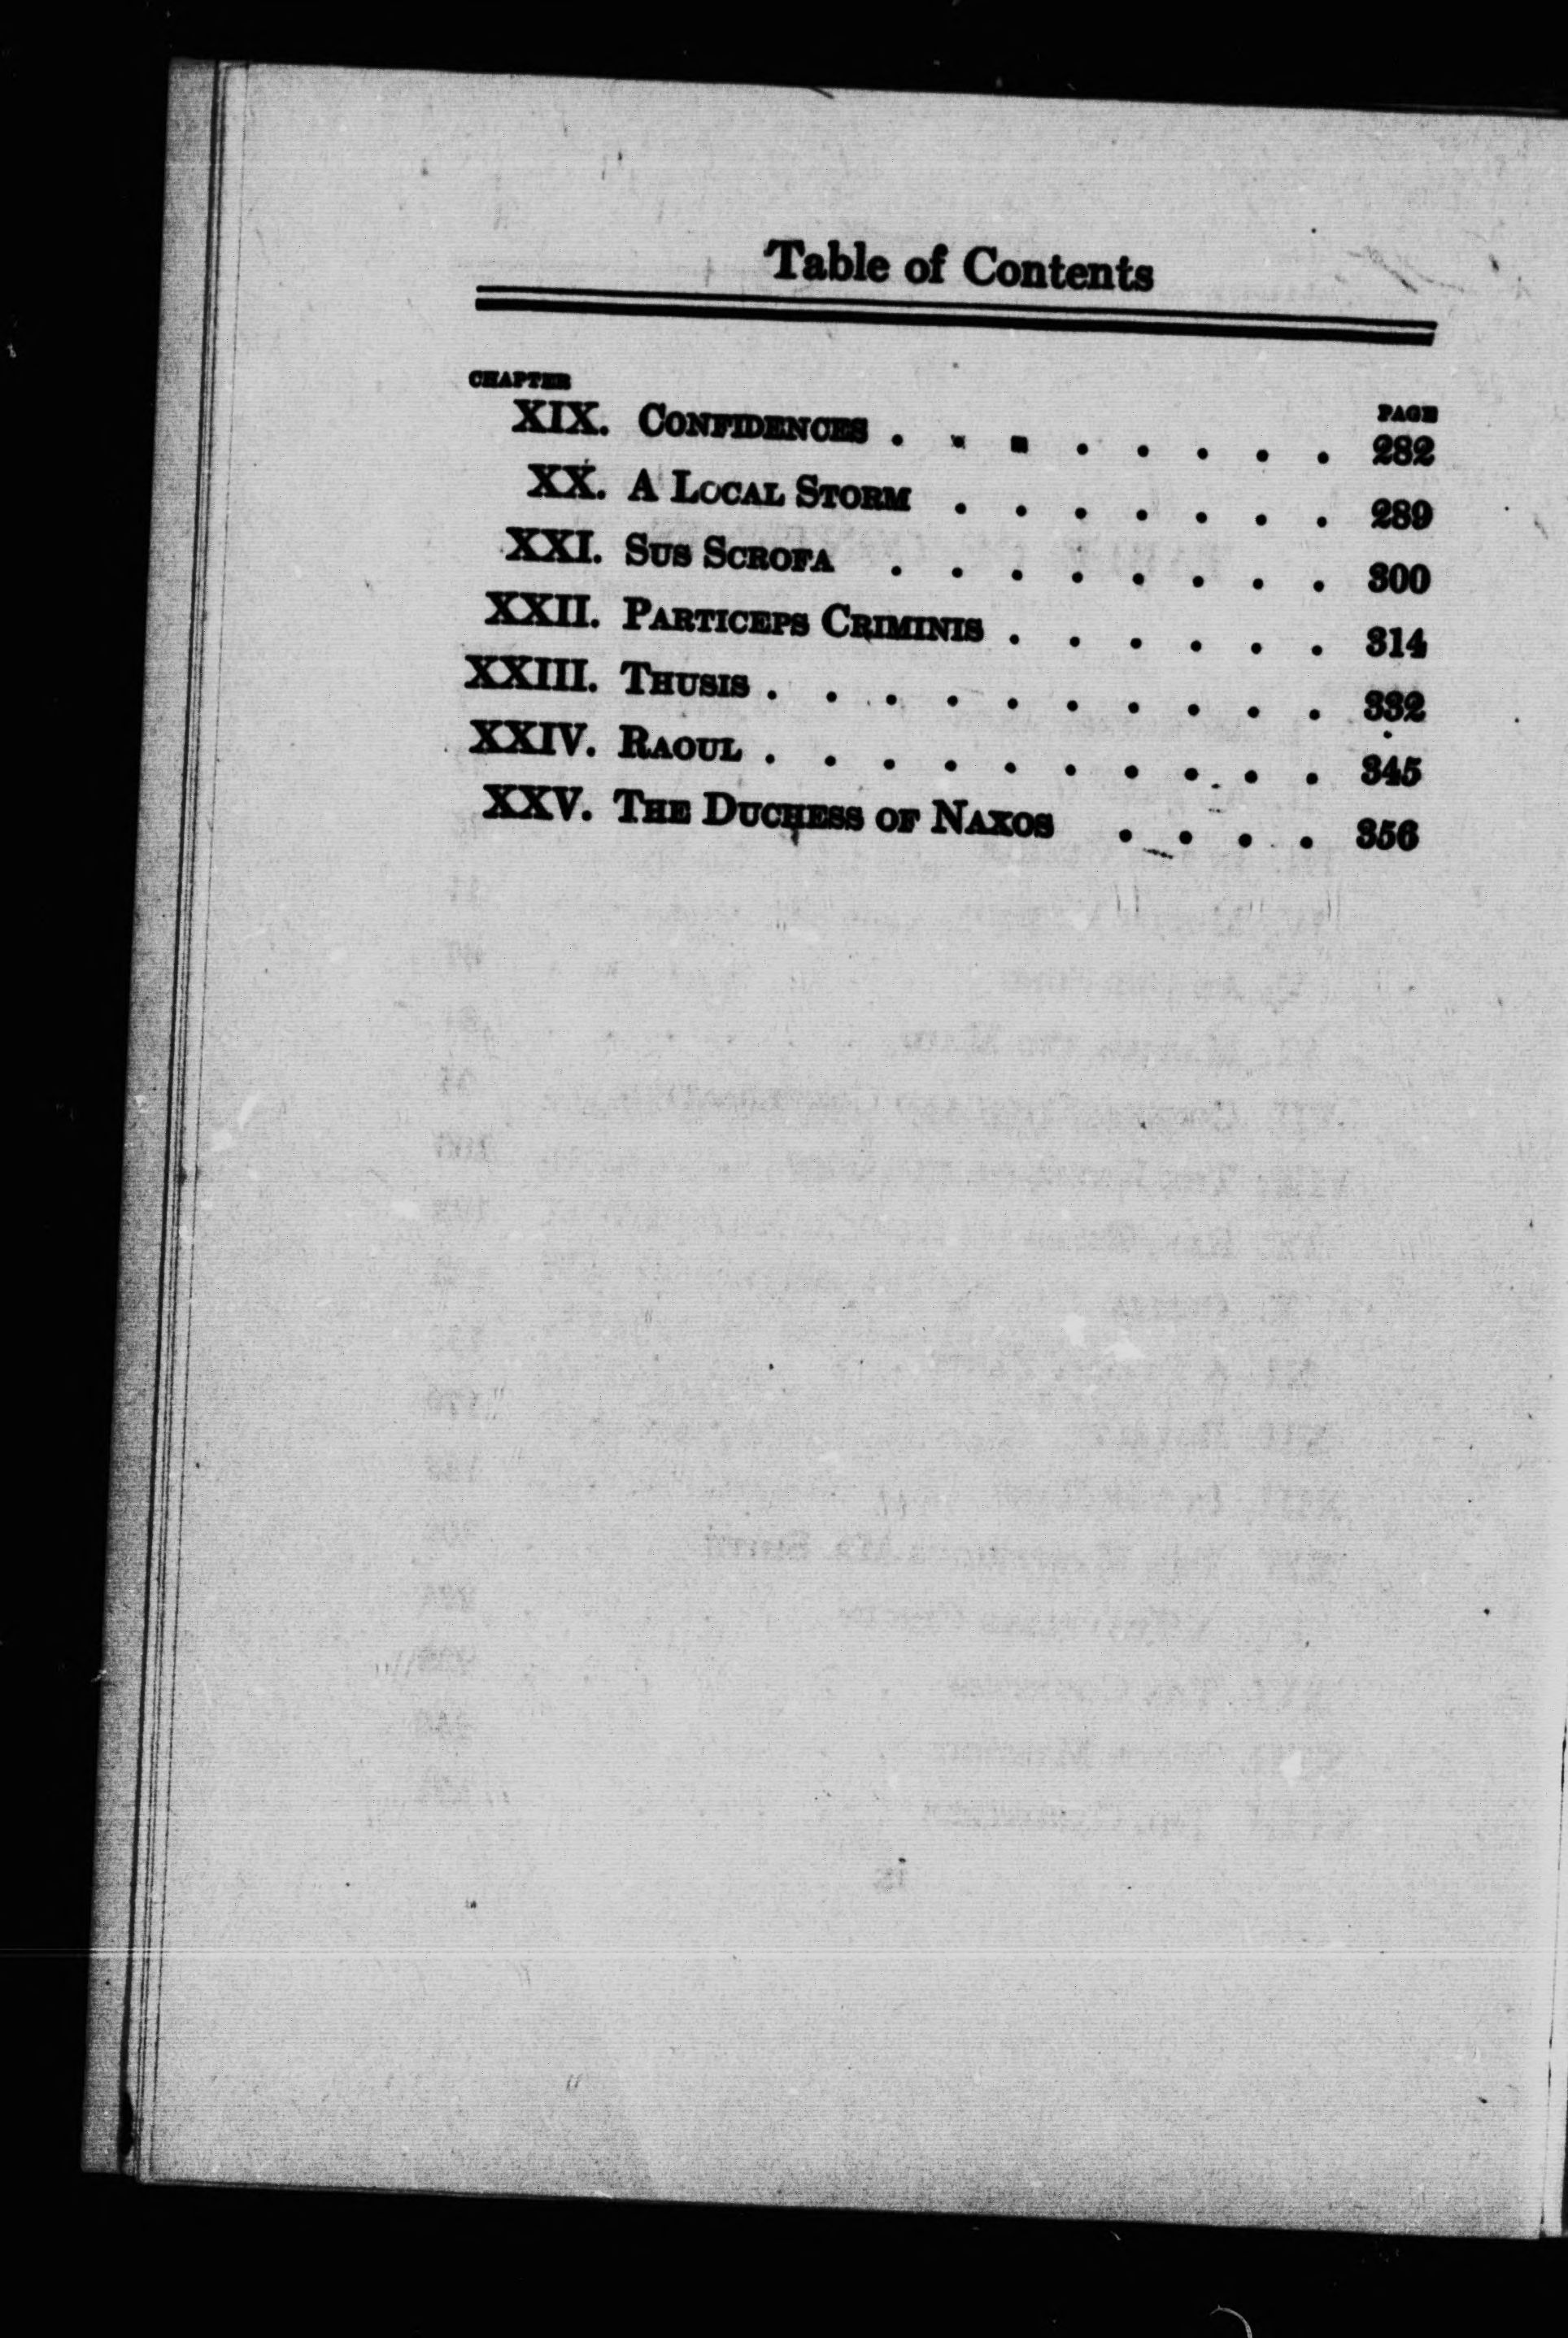 Table of Contents
CHAPTER
PAGE
XIX. CONFIDENCES . . . . . . . . 282
XX. A LOCAL STORM . . . . . . . 289
XXI. SUS SCROFA . . . . . . . . 300
XXII. PARTICEPS CRIMINIS . . . . . . 314
XXIII. THUSIS . . . . . . . . . . 332
XXIV. RAOUL . . . . . . . . . . 345
XXV. THE DUCHESS OF NAXOS . . . . 356